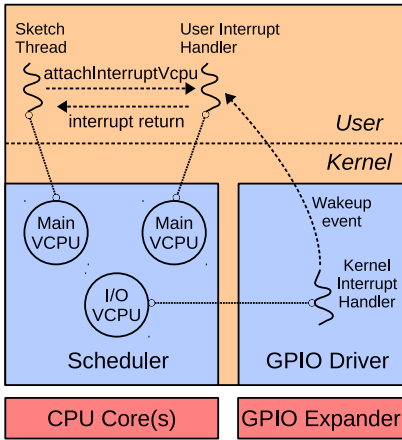 Sketch
Thread
User Interrupt
Handler
attachInterruptVcpu
interrupt return
User
Kernel
Wakeup
event
Main
VCPU
Main
VCPU
Kernel
Interrupt
Handler
I/O
VCPU
Scheduler
GPIO Driver
CPU Core(s)
GPIO Expander